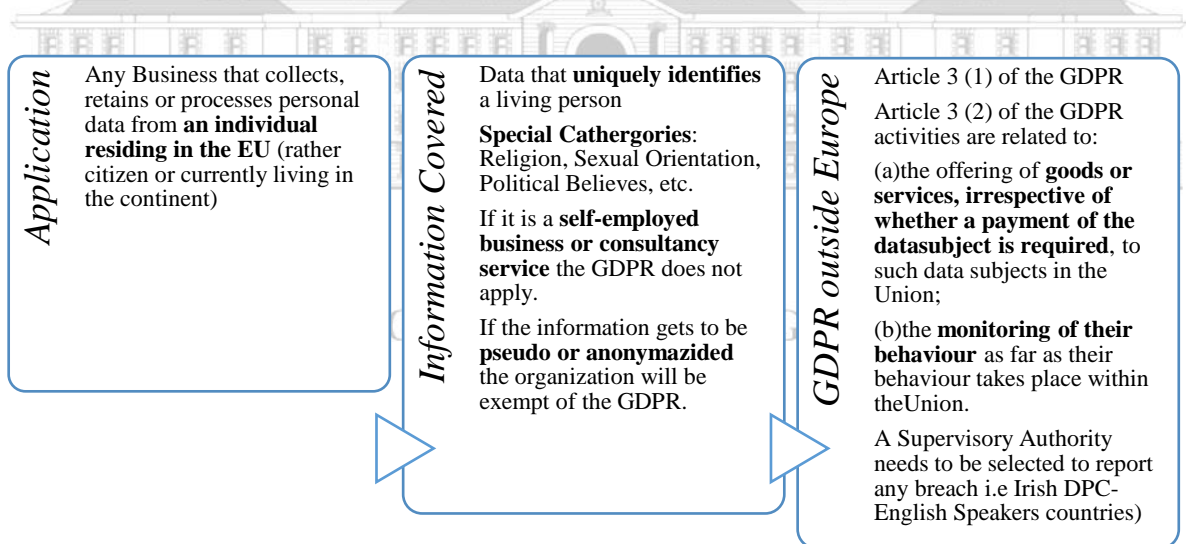 Application
Any Business that collects,
retains or processes personal
data from an individual
residing in the EU (rather
citizen or currently living in
the continent)
Information Covered
Data that uniquely identifies
a living person
Special Cathergories:
Religion, Sexual Orientation,
Political Believes, etc.
If it is a self-employed
business or consultancy
service the GDPR does not
apply.
If the information gets to be
pseudo or anonymazided
the organization will be
exempt of the GDPR.
GDPR outside Europe
Article 3 (1) of the GDPR
Article 3 (2) of the GDPR
activities are related to:
(a)the offering of goods or
services, irrespective of
whether a payment of the
datasubject is required, to
such data subjects in the
Union;
(b)the monitoring of their
behaviour as far as their
behaviour takes place within
theUnion.
A Supervisory Authority
needs to be selected to report
any breach i.e Irish DPC-
English Speakers countries)